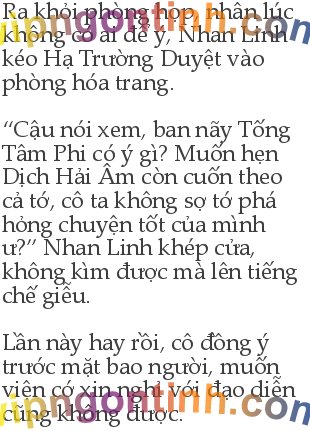 Ra khỏi phòng họp, nhân lúc
không có ai để ý, Nhan Linh
kéo Hạ Trường Duyệt vào
phòng hóa trang.
“Cậu nói xem, ban nãy Tống
Tâm Phi có ý gì? Muốn hẹn
Dịch Hải Âm còn cuốn theo
cả tớ, cô ta không sợ tớ phá
hỏng chuyện tốt của mình
ư?” Nhan Linh khép cửa,
không kìm được mà lên tiếng
chế giễu.
Lần này hay rồi, cô đồng ý
trước mặt bao người, muốn
viện cớ xin nghỉ với đạo diễn
cũng không được.
vipngontinh.com
vipngontinh.com